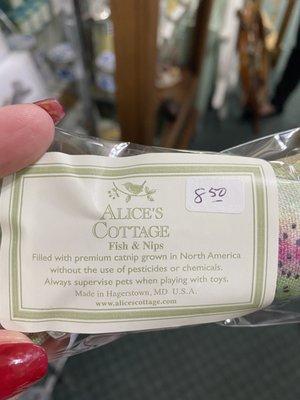 8.50
ALICE'S
COTTAGE
Fish & Nips
Filled with premium catnip grown in North America
without the use of pesticides or chemicals.
Always supervise pets when playing with toys.
Made in Hagerstown, MD U.S.A.
www.alicescottage.com